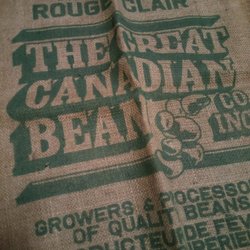 ROUGE CLAIR
THE GREAT
CANADIAN
BEAN CO
INC
GROWERS & PROCESSORS
OF QUALITY BEANS